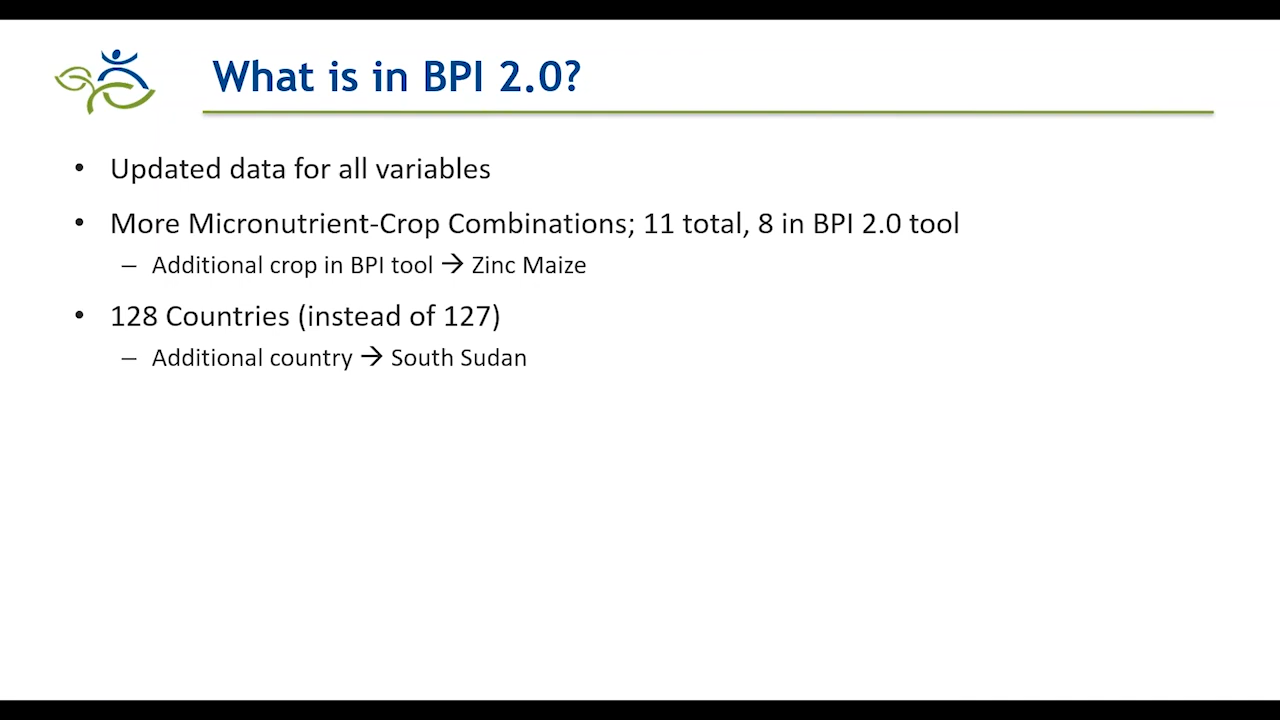 What is in BPI 2.0?
• Updated data for all variables
• More Micronutrient-Crop Combinations; 11 total, 8 in BPI 2.0 tool
– Additional crop in BPI tool → Zinc Maize
• 128 Countries (instead of 127)
– Additional country → South Sudan